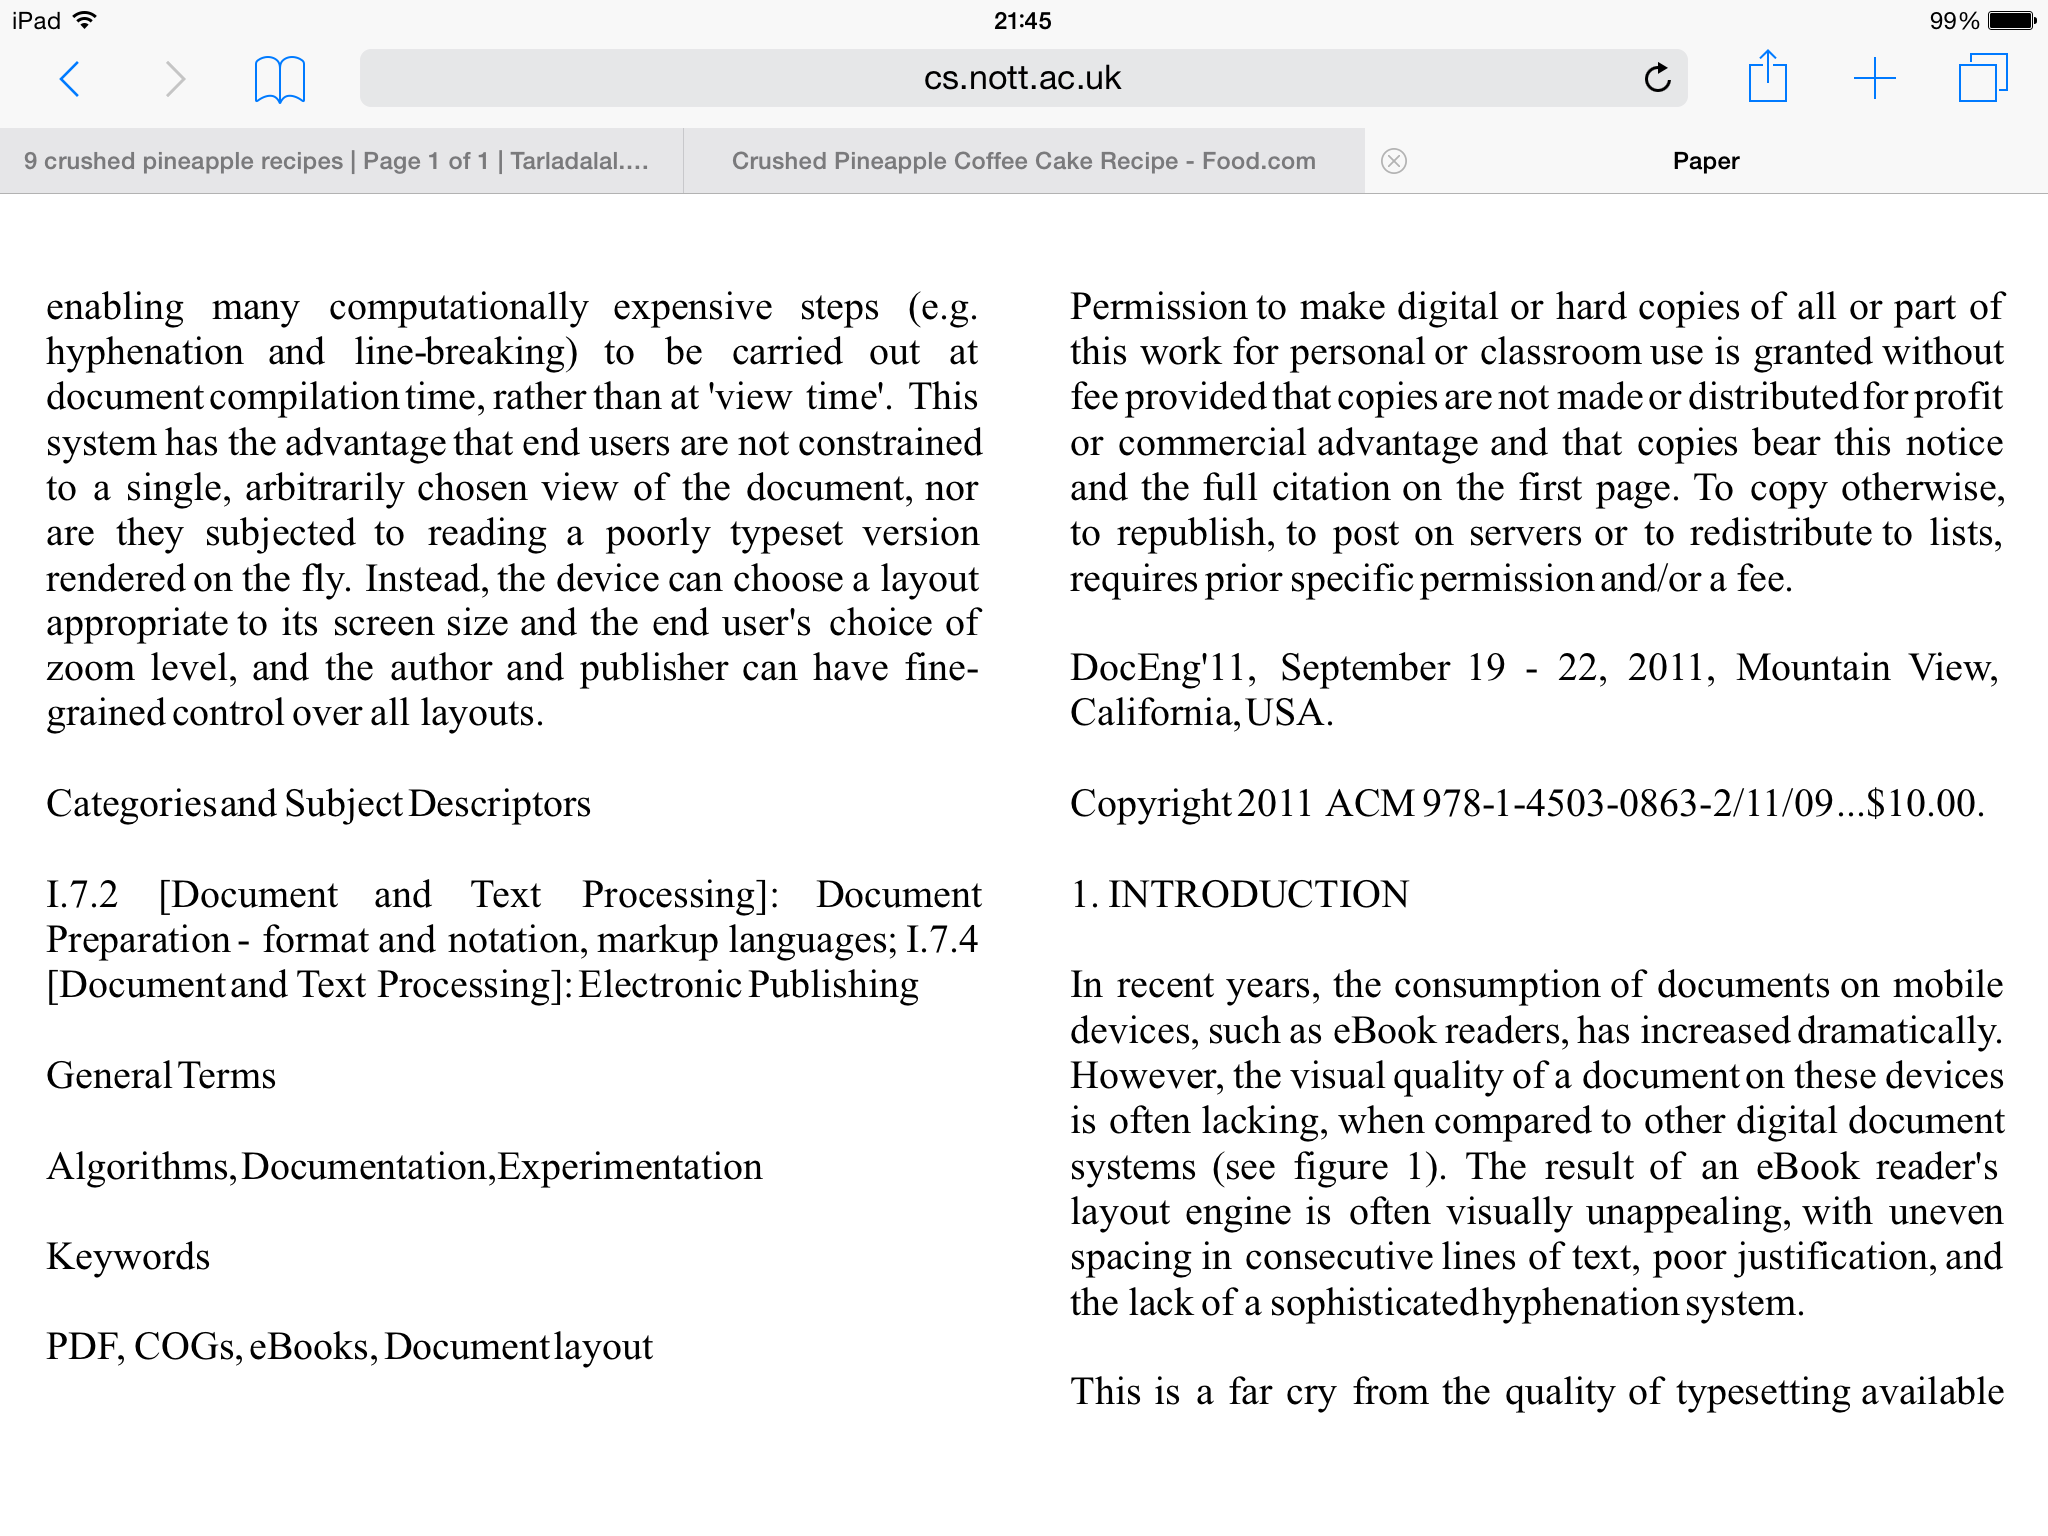 iPad 21:45 99%
cs.nott.ac.uk
9 crushed pineapple recipes | Page 1 of 1 | Tarladalal.... Crushed Pineapple Coffee Cake Recipe - Food.com Paper
enabling many computationally expensive steps (e.g.
hyphenation and line-breaking) to be carried out at
document compilation time, rather than at 'view time'. This
system has the advantage that end users are not constrained
to a single, arbitrarily chosen view of the document, nor
are they subjected to reading a poorly typeset version
rendered on the fly. Instead, the device can choose a layout
appropriate to its screen size and the end user's choice of
zoom level, and the author and publisher can have fine-
grained control over all layouts.
Categories and Subject Descriptors
I.7.2 [Document and Text Processing]: Document
Preparation - format and notation, markup languages; I.7.4
[Document and Text Processing]: Electronic Publishing
General Terms
Algorithms, Documentation, Experimentation
Keywords
PDF, COGs, eBooks, Document layout
Permission to make digital or hard copies of all or part of
this work for personal or classroom use is granted without
fee provided that copies are not made or distributed for profit
or commercial advantage and that copies bear this notice
and the full citation on the first page. To copy otherwise,
to republish, to post on servers or to redistribute to lists,
requires prior specific permission and/or a fee.
DocEng'11, September 19 - 22, 2011, Mountain View,
California, USA.
Copyright 2011 ACM 978-1-4503-0863-2/11/09...$10.00.
1. INTRODUCTION
In recent years, the consumption of documents on mobile
devices, such as eBook readers, has increased dramatically.
However, the visual quality of a document on these devices
is often lacking, when compared to other digital document
systems (see figure 1). The result of an eBook reader's
layout engine is often visually unappealing, with uneven
spacing in consecutive lines of text, poor justification, and
the lack of a sophisticated hyphenation system.
This is a far cry from the quality of typesetting available